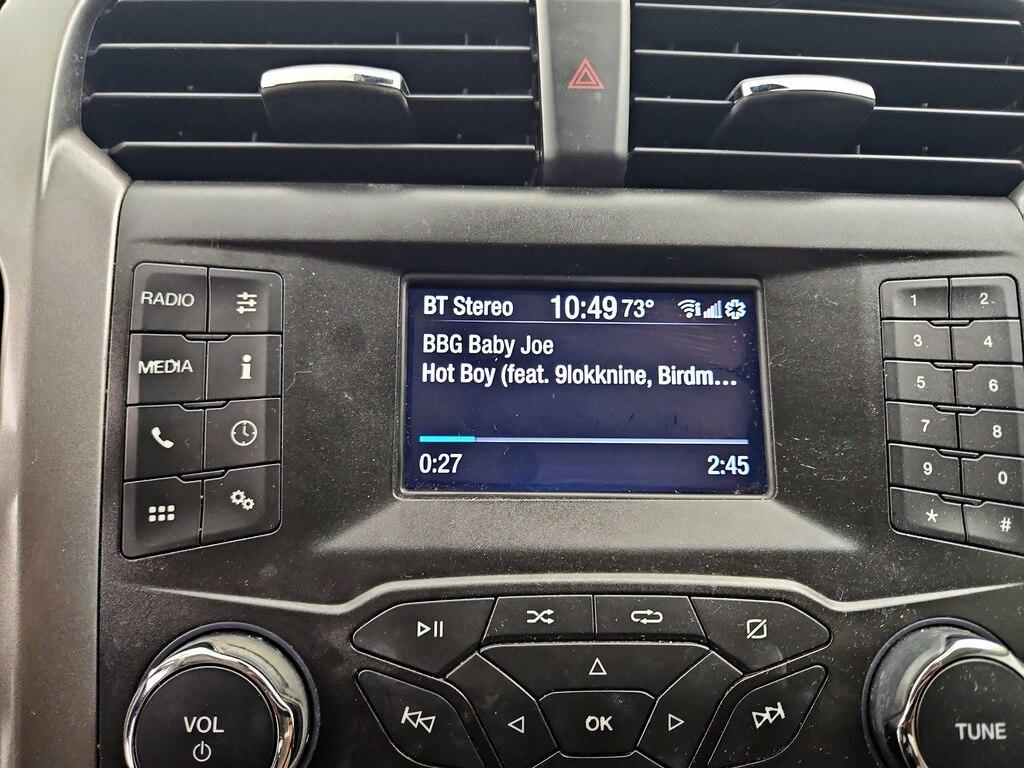 RADIO
MEDIA
BT Stereo 10:49 73°
BBG Baby Joe
Hot Boy (feat. 9lokknine, Birdm...
0:27 2:45
1 2
3 4
5 6
7 8
9 0
* #
VOL
OK
TUNE